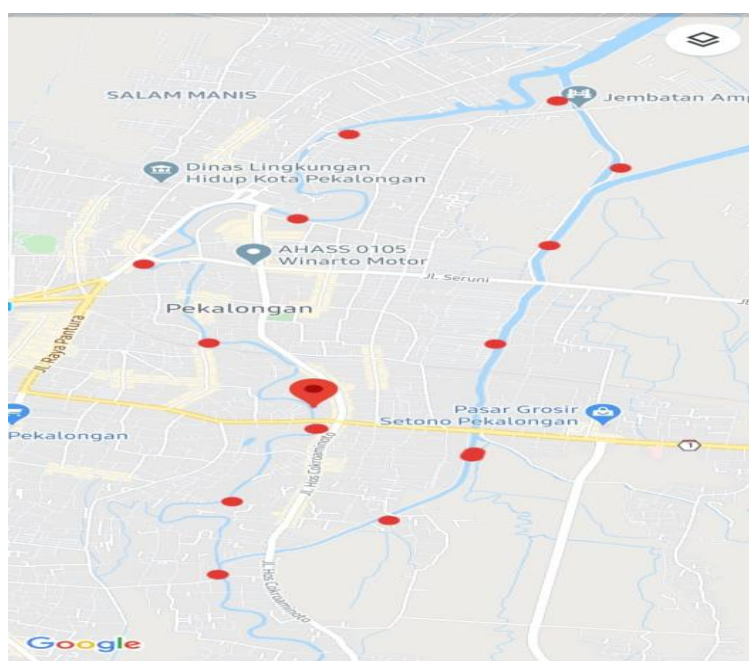 SALAM MANIS
Jembatan Amp
Dinas Lingkungan
Hidup Kota Pekalongan
AHASS 0105
Winarto Motor
JL. Seruni
JL
Pekalongan
Jl. Raya Pantura
Pasar Grosir
Setono Pekalongan
Pekalongan
1
Jl. Hos Cokroaminoto
Jl. Hos Cokroaminoto
Google